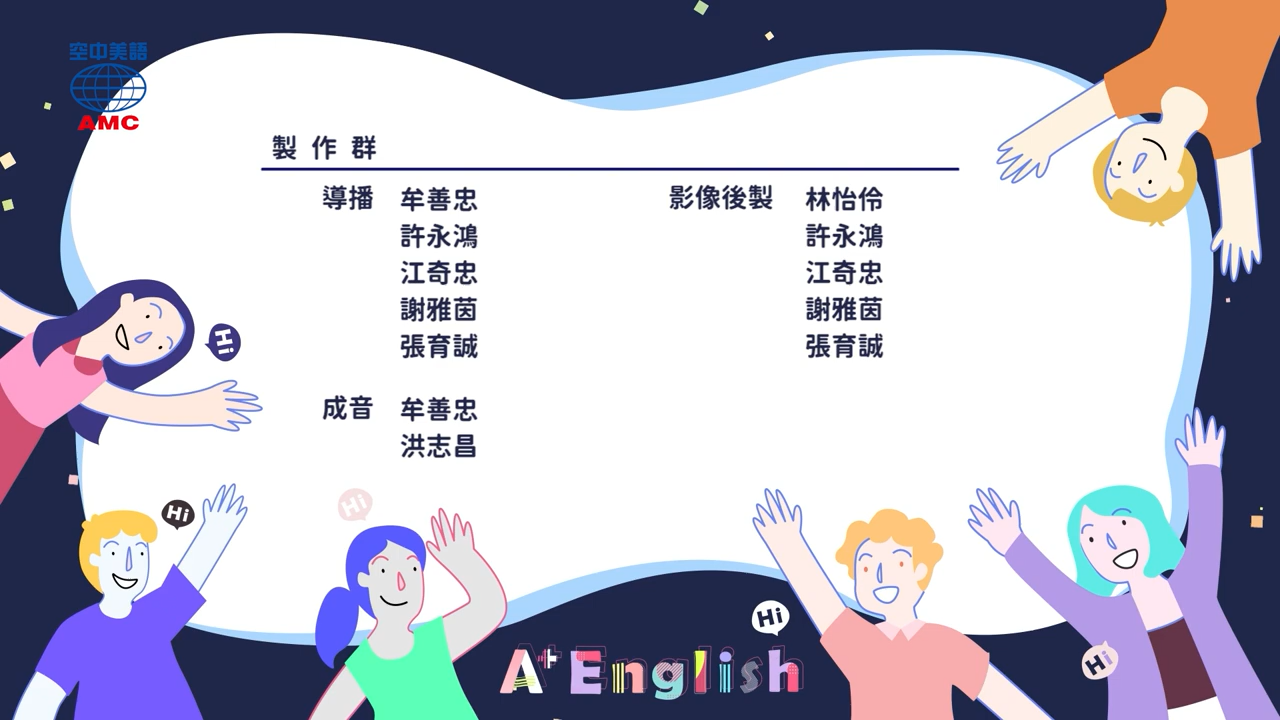 空中美語
AMC
製作群
導播 牟善忠
許永鴻
江奇忠
謝雅茵
張育誠
成音 牟善忠
洪志昌
影像後製 林怡伶
許永鴻
江奇忠
謝雅茵
張育誠
Hi
Hi
Hi
Hi
Hi
A+ English